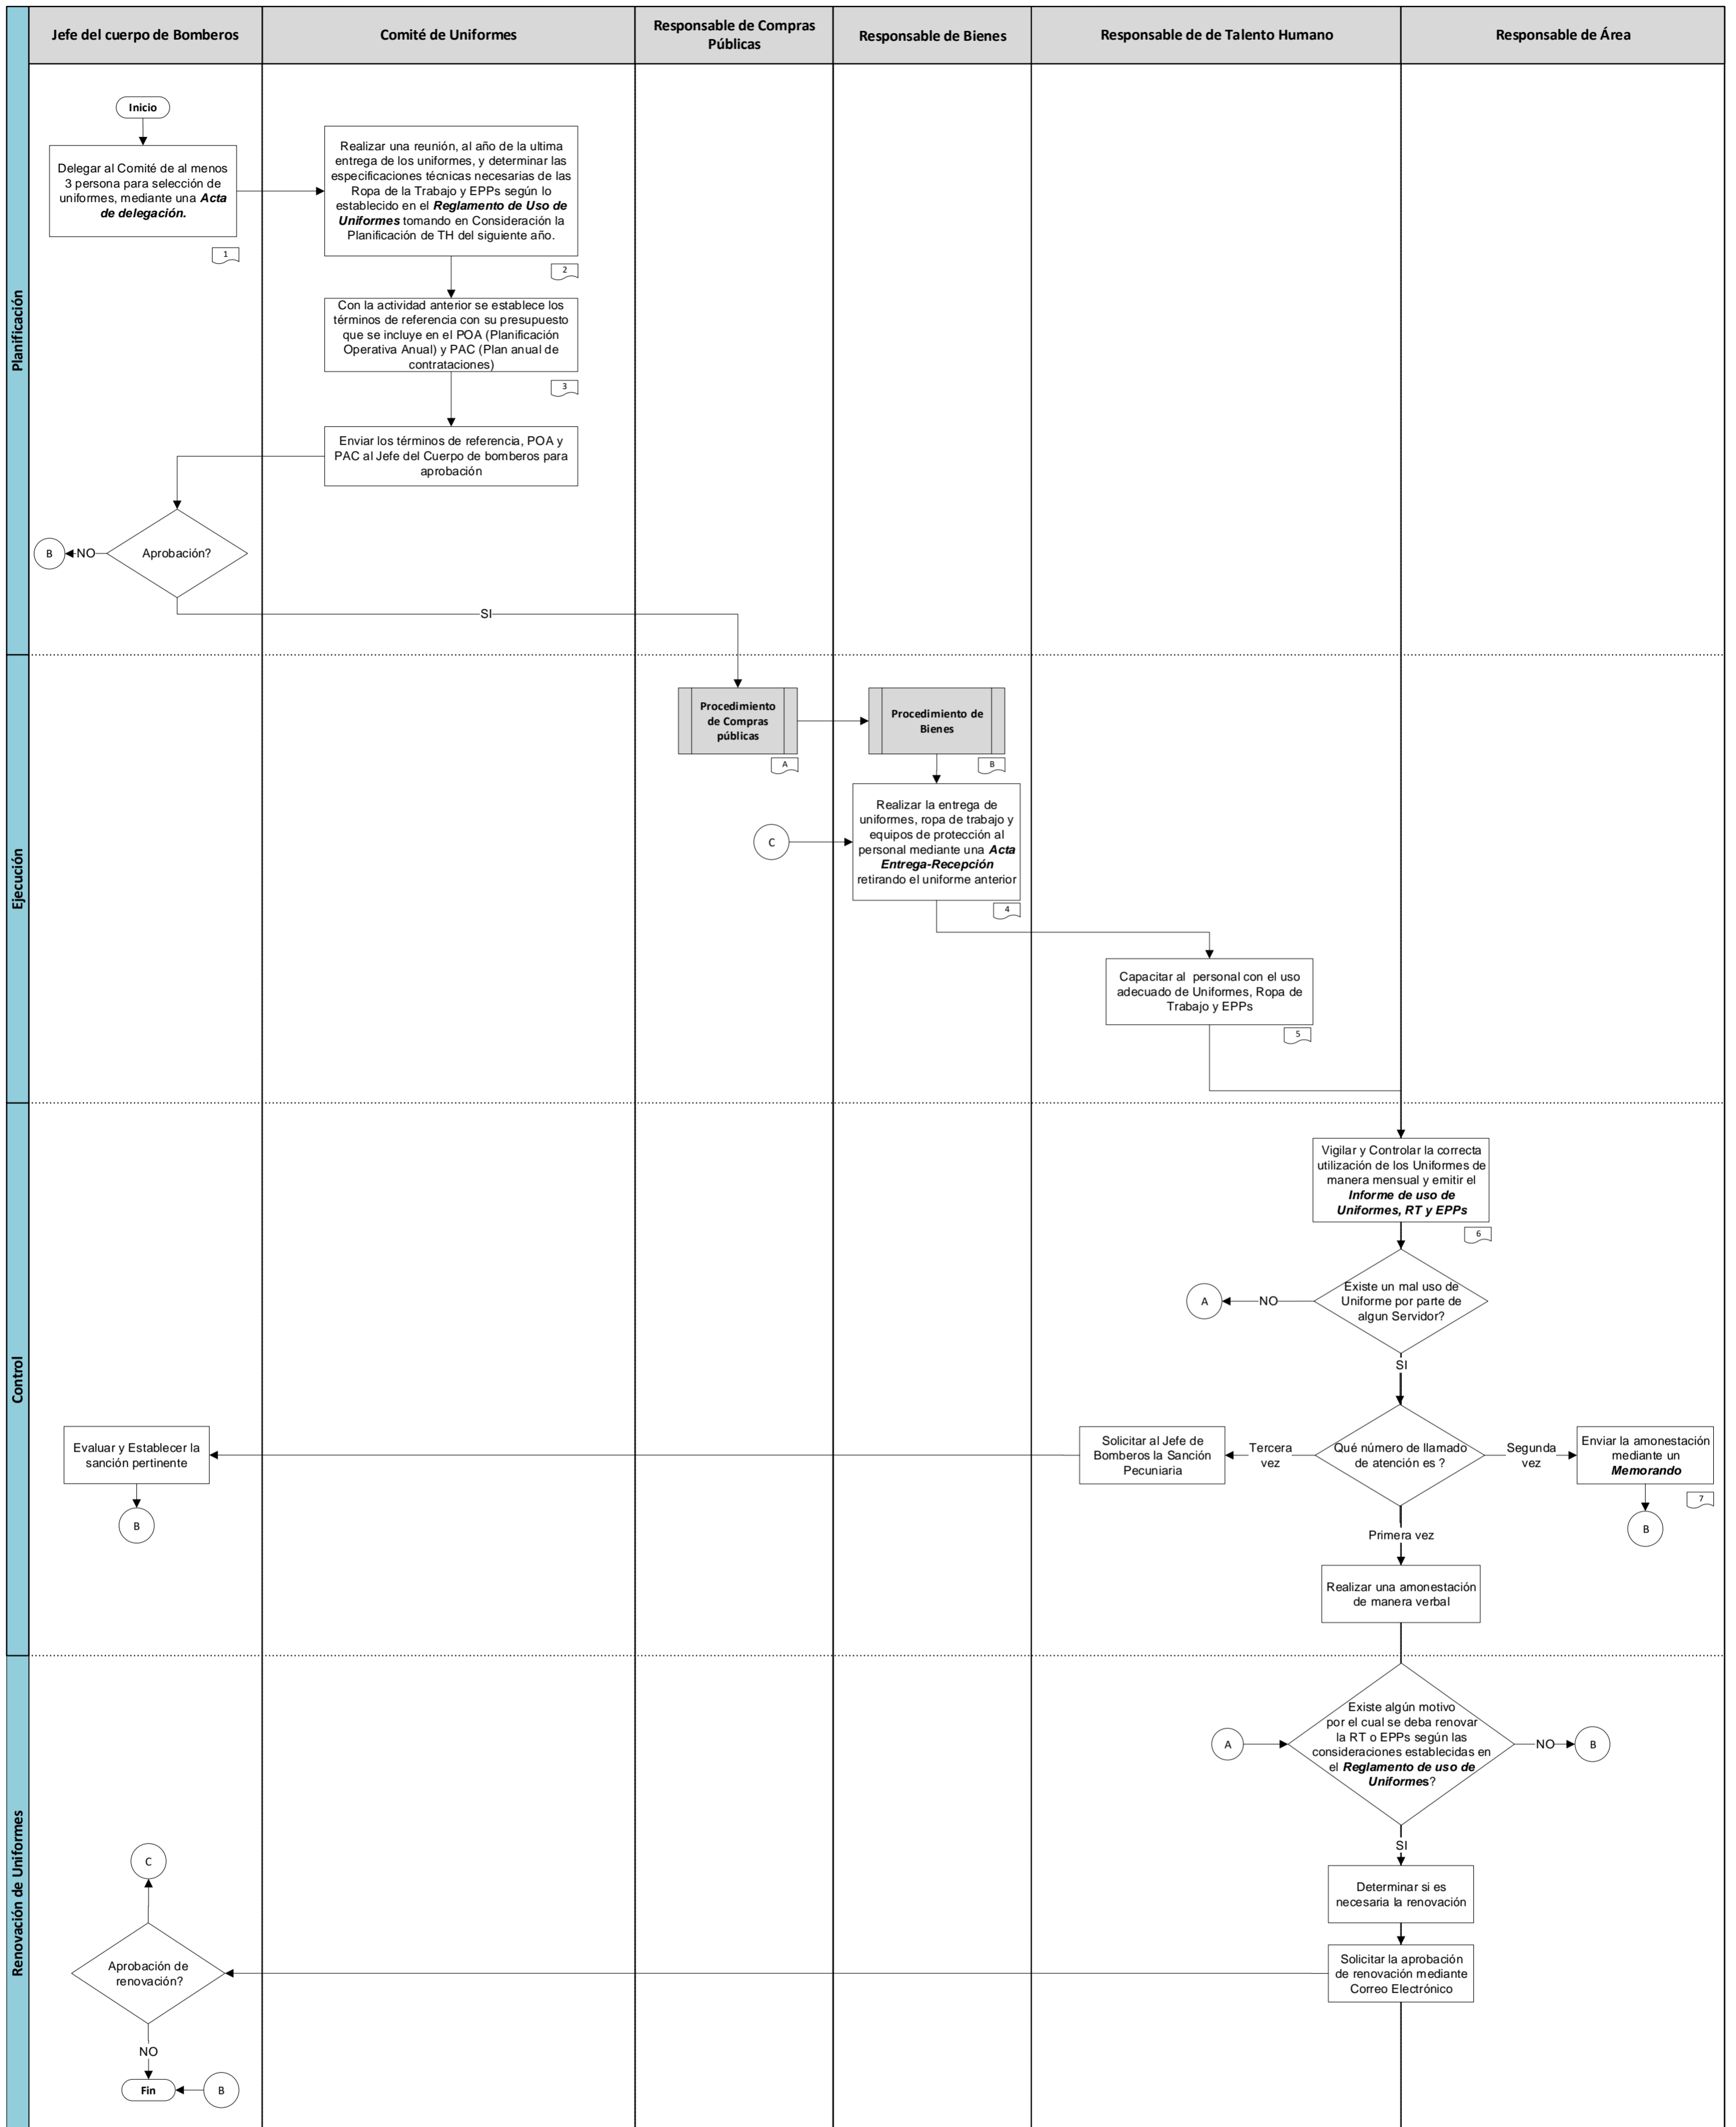 Jefe del cuerpo de Bomberos
Comité de Uniformes
Responsable de Compras
Públicas
Responsable de Bienes
Responsable de de Talento Humano
Responsable de Área
Planificación
Inicio
Delegar al Comité de al menos
3 persona para selección de
uniformes, mediante una Acta
de delegación.
1
Realizar una reunión, al año de la ultima
entrega de los uniformes, y determinar las
especificaciones técnicas necesarias de las
Ropa de la Trabajo y EPPs según lo
establecido en el Reglamento de Uso de
Uniformes tomando en Consideración la
Planificación de TH del siguiente año.
2
Con la actividad anterior se establece los
términos de referencia con su presupuesto
que se incluye en el POA (Planificación
Operativa Anual) y PAC (Plan anual de
contrataciones)
3
Enviar los términos de referencia, POA y
PAC al Jefe del Cuerpo de bomberos para
aprobación
Aprobación?
NO
B
SI
Ejecución
Procedimiento
de Compras
públicas
A
Procedimiento de
Bienes
B
C
Realizar la entrega de
uniformes, ropa de trabajo y
equipos de protección al
personal mediante una Acta
Entrega-Recepción
retirando el uniforme anterior
4
Capacitar al personal con el uso
adecuado de Uniformes, Ropa de
Trabajo y EPPs
5
Control
Vigilar y Controlar la correcta
utilización de los Uniformes de
manera mensual y emitir el
Informe de uso de
Uniformes, RT y EPPs
6
Existe un mal uso de
Uniforme por parte de
algun Servidor?
NO
A
SI
Qué número de llamado
de atención es ?
Tercera
vez
Solicitar al Jefe de
Bomberos la Sanción
Pecuniaria
Evaluar y Establecer la
sanción pertinente
B
Segunda
vez
Enviar la amonestación
mediante un
Memorando
7
B
Primera vez
Realizar una amonestación
de manera verbal
Renovación de Uniformes
A
Existe algún motivo
por el cual se deba renovar
la RT o EPPs según las
consideraciones establecidas en
el Reglamento de uso de
Uniformes?
NO
B
SI
Determinar si es
necesaria la renovación
Solicitar la aprobación
de renovación mediante
Correo Electrónico
C
Aprobación de
renovación?
NO
Fin
B